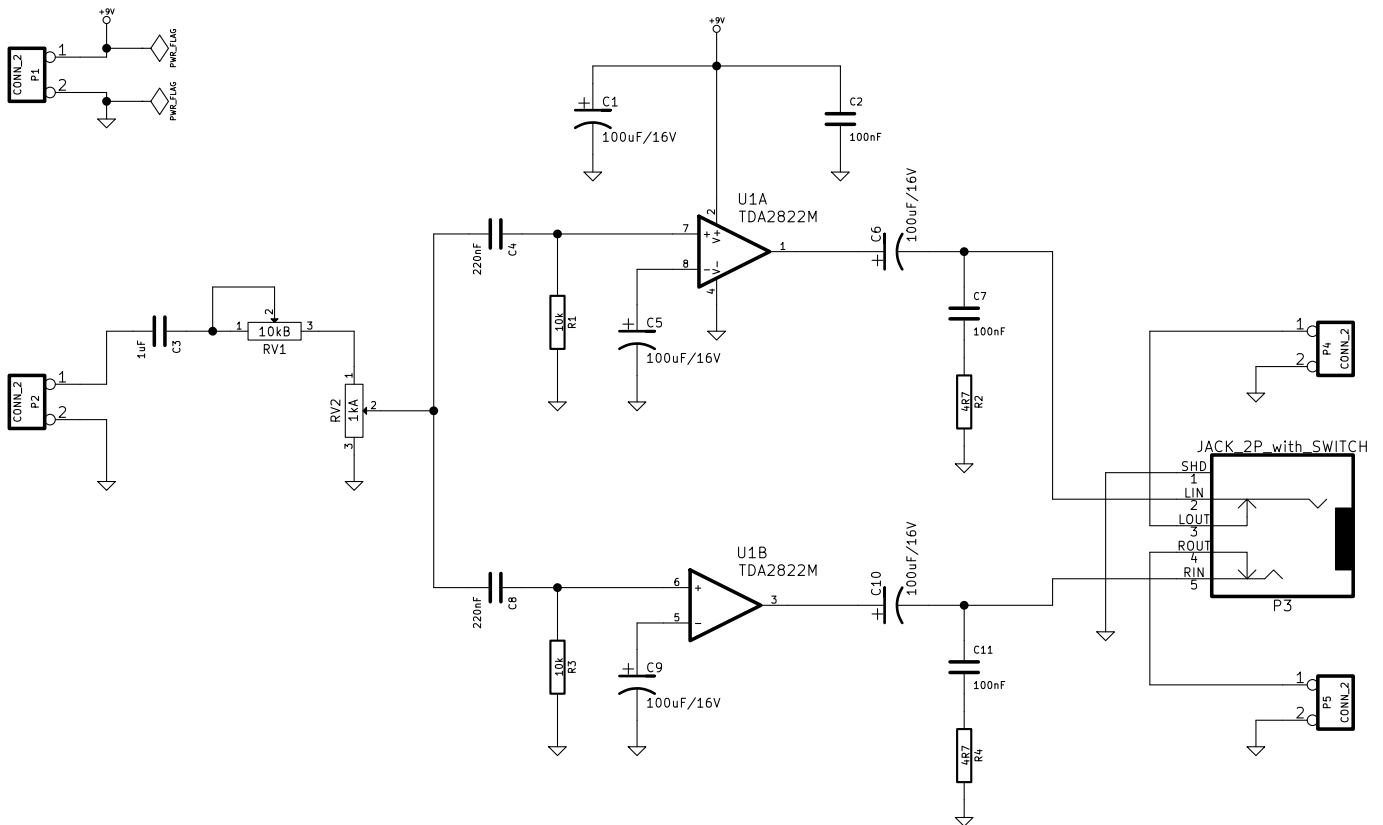 +9V
CONN_2
P1
1
2
PWR_FLAG
PWR_FLAG
+9V
+
C1
100uF/16V
C2
100nF
U1A
TDA2822M
2
7
+
V+
8
-
V-
4
1
220nF
C4
10k
R1
+
C5
100uF/16V
C6
+
100uF/16V
C7
100nF
4R7
R2
CONN_2
P2
1
2
1uF
C3
1
2
10kB
3
RV1
RV2
1kA
1
2
3
220nF
C8
10k
R3
U1B
TDA2822M
6
+
5
-
3
+
C9
100uF/16V
C10
+
100uF/16V
C11
100nF
4R7
R4
1
2
P4
CONN_2
JACK_2P_with_SWITCH
SHD
1
LIN
2
LOUT
3
ROUT
4
RIN
5
P3
1
2
P5
CONN_2